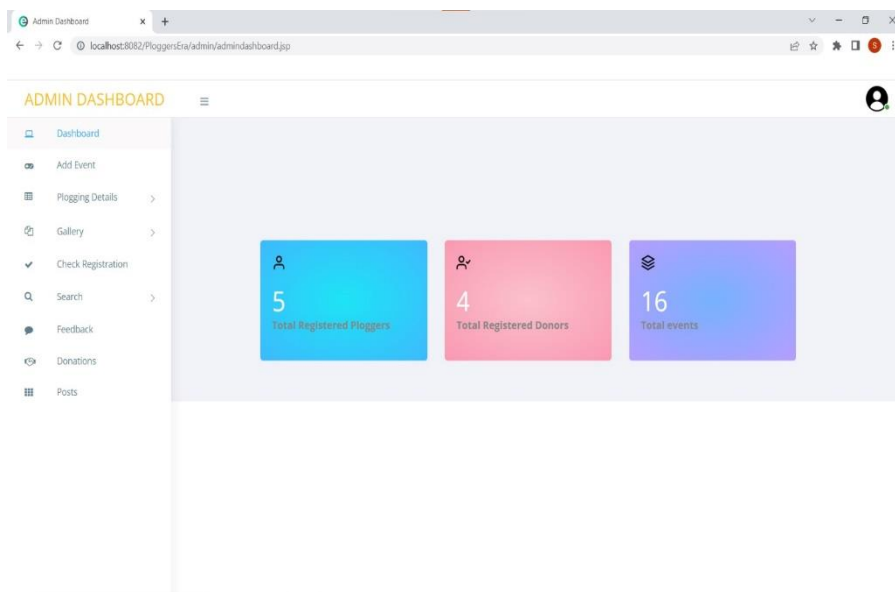 Admin Dashboard
localhost:8082/PloggersEra/admin/admindashboard.jsp
S
ADMIN DASHBOARD
Dashboard
Add Event
Plogging Details
Gallery
Check Registration
Search
Feedback
Donations
Posts
5
Total Registered Ploggers
4
Total Registered Donors
16
Total events